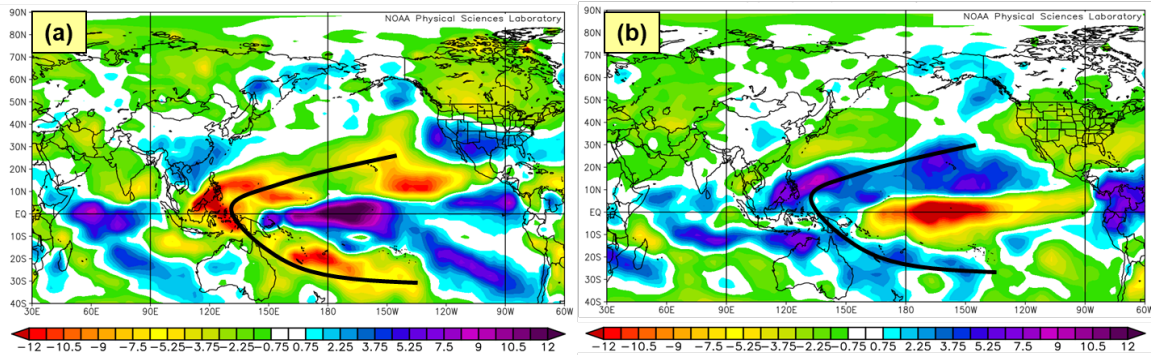 NOAA Physical Sciences Laboratory
(a)
90N
80N
70N
60N
50N
40N
30N
20N
10N
EQ
10S
20S
30S
40S
30E 60E 90E 120E 150E 180 150W 120W 90W 60W
−12 −10.5 −9 −7.5 −5.25 −3.75 −2.25 −0.75 0.75 2.25 3.75 5.25 7.5 9 10.5 12
NOAA Physical Sciences Laboratory
(b)
90N
80N
70N
60N
50N
40N
30N
20N
10N
EQ
10S
20S
30S
40S
30E 60E 90E 120E 150E 180 150W 120W 90W 60W
−12 −10.5 −9 −7.5 −5.25 −3.75 −2.25 −0.75 0.75 2.25 3.75 5.25 7.5 9 10.5 12